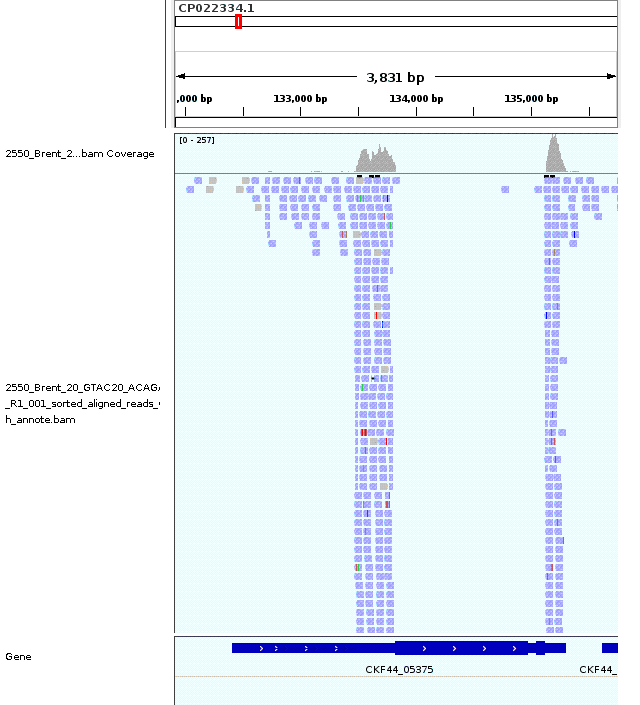 CP022334.1
3,831 bp
,000 bp 133,000 bp 134,000 bp 135,000 bp
[0 - 257]
2550_Brent_2...bam Coverage
2550_Brent_20_GTAC20_ACAGA
_R1_001_sorted_aligned_reads_
h_annote.bam
Gene
CKF44_05375 CKF44_